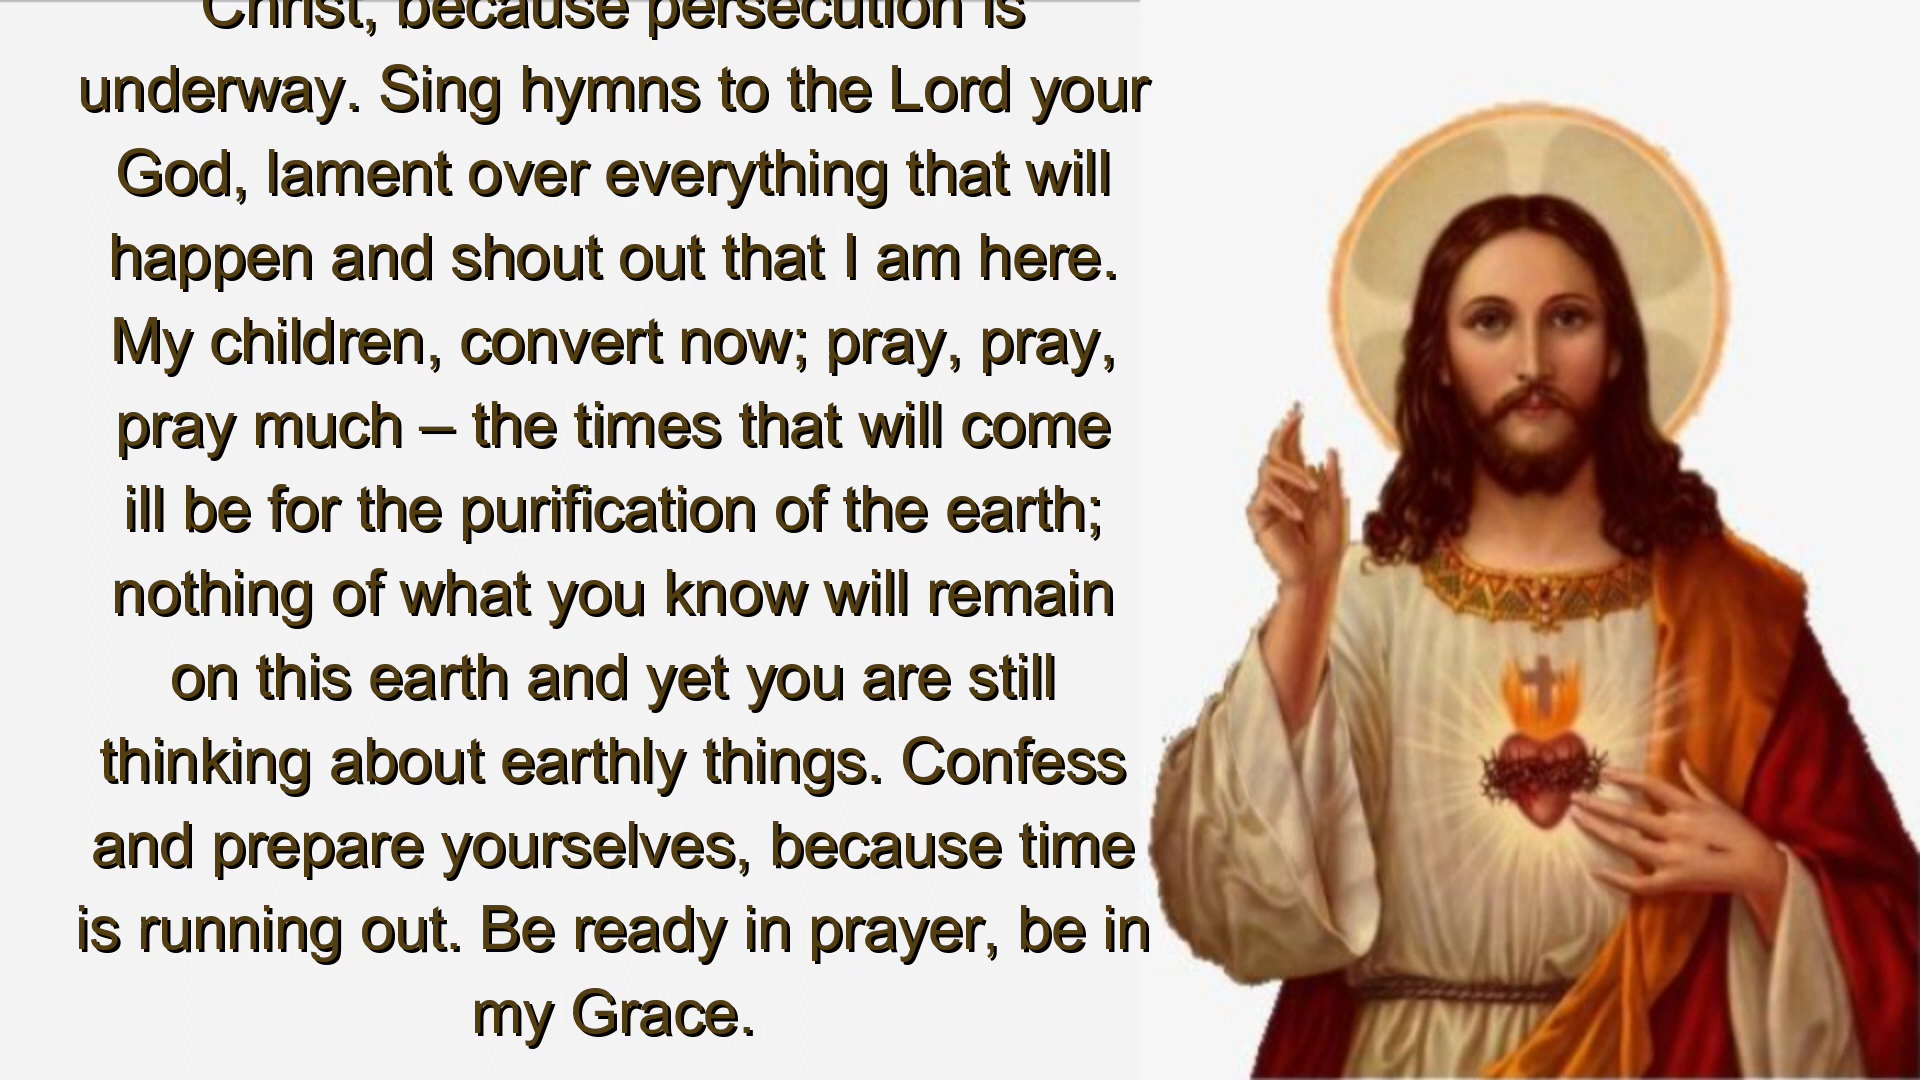 Christ, because persecution is
underway. Sing hymns to the Lord your
God, lament over everything that will
happen and shout out that I am here.
My children, convert now; pray, pray,
pray much – the times that will come
ill be for the purification of the earth;
nothing of what you know will remain
on this earth and yet you are still
thinking about earthly things. Confess
and prepare yourselves, because time
is running out. Be ready in prayer, be in
my Grace.